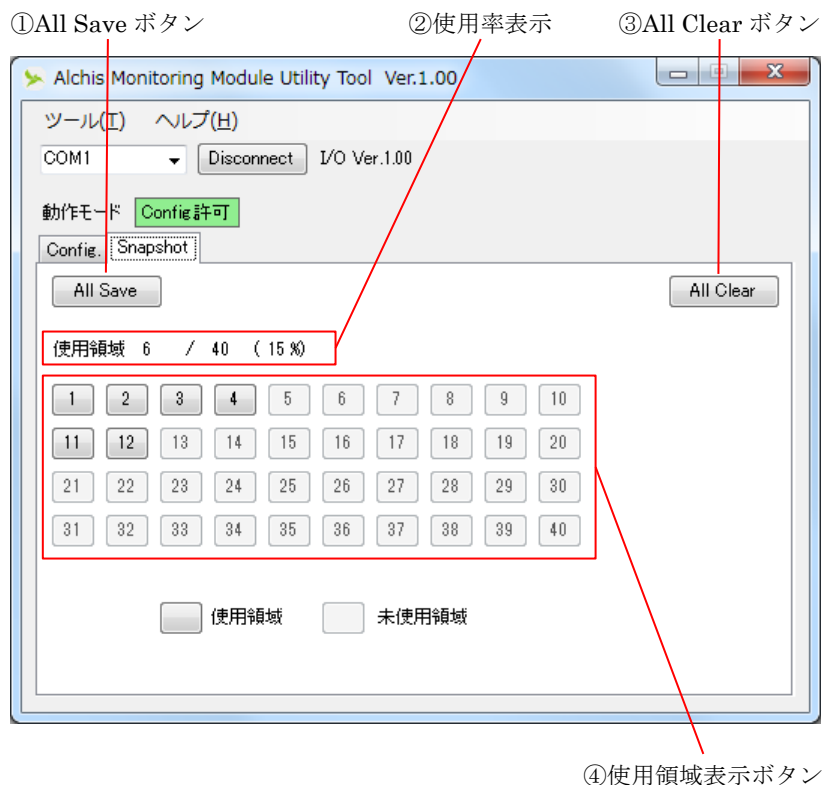 ①All Save ボタン ②使用率表示 ③All Clear ボタン
Alchis Monitoring Module Utility Tool Ver.1.00
ツール(T) ヘルプ(H)
COM1 Disconnect I/O Ver.1.00
動作モード Config許可
Config. Snapshot
All Save All Clear
使用領域 6 / 40 ( 15 %)
1 2 3 4 5 6 7 8 9 10
11 12 13 14 15 16 17 18 19 20
21 22 23 24 25 26 27 28 29 30
31 32 33 34 35 36 37 38 39 40
使用領域 未使用領域
④使用領域表示ボタン